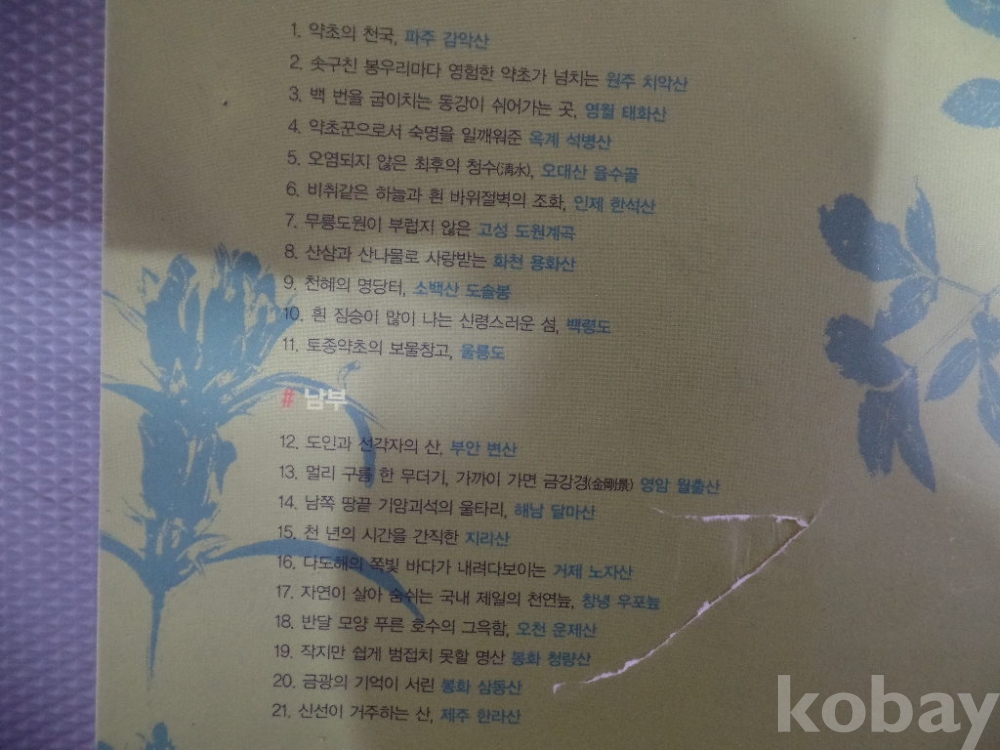 1. 약초의 천국, 파주 감악산
2. 솟구친 봉우리마다 영험한 약초가 넘치는 원주 치악산
3. 백 번을 굽이치는 동강이 쉬어가는 곳, 영월 태화산
4. 약초꾼으로서 숙명을 일깨워준 옥계 석병산
5. 오염되지 않은 최후의 청수(淸水), 오대산 을수골
6. 비취같은 하늘과 흰 바위절벽의 조화, 인제 한석산
7. 무릉도원이 부럽지 않은 고성 도원계곡
8. 산삼과 산나물로 사랑받는 화천 용화산
9. 천혜의 명당터, 소백산 도솔봉
10. 흰 짐승이 많이 나는 신령스러운 섬, 백령도
11. 토종약초의 보물창고, 울릉도
# 남부
12. 도인과 선각자의 산, 부안 변산
13. 멀리 구름 한 무더기, 가까이 가면 금강경(金剛景) 영암 월출산
14. 남쪽 땅끝 기암괴석의 울타리, 해남 달마산
15. 천 년의 시간을 간직한 지리산
16. 다도해의 쪽빛 바다가 내려다보이는 거제 노자산
17. 자연이 살아 숨쉬는 국내 제일의 천연늪, 창녕 우포늪
18. 반달 모양 푸른 호수의 그윽함, 오천 운제산
19. 작지만 쉽게 범접치 못할 명산 봉화 청량산
20. 금광의 기억이 서린 봉화 삼동산
21. 신선이 거주하는 산, 제주 한라산
kobay